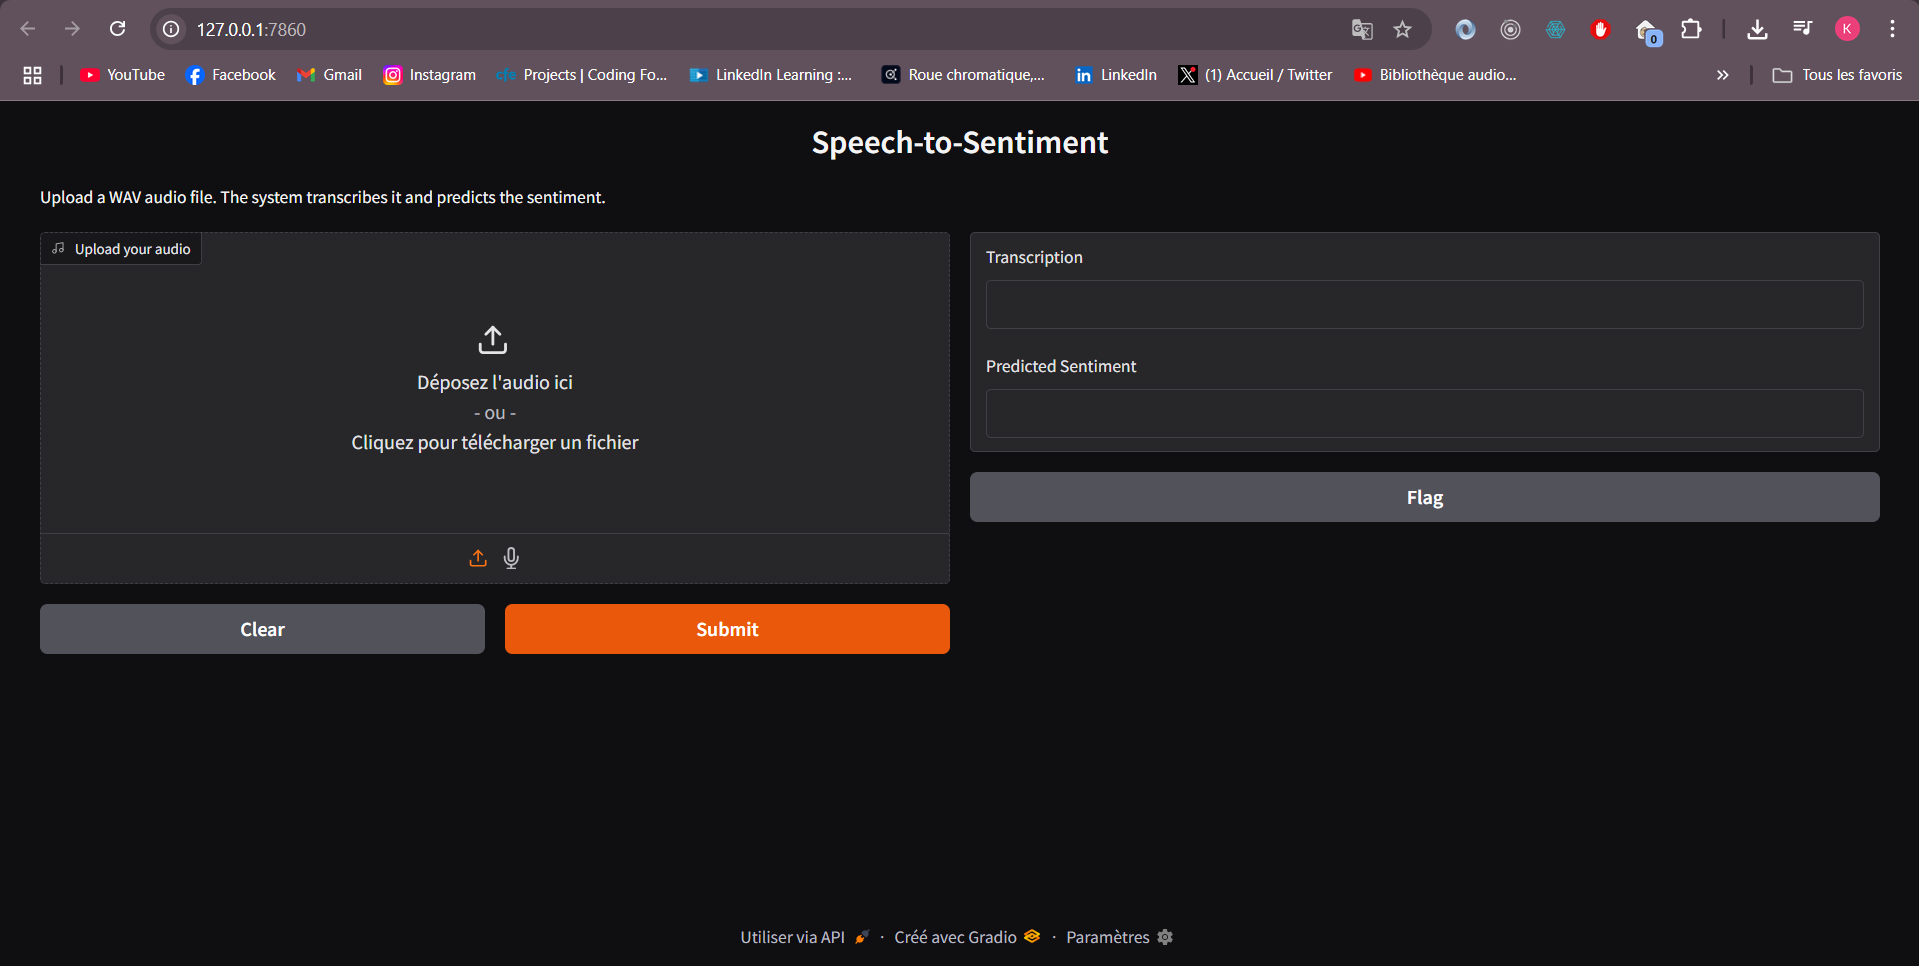 127.0.0.1:7860
0
K
YouTube
Facebook
Gmail
Instagram
cfs
Projects | Coding Fo...
LinkedIn Learning :...
Roue chromatique,...
in
LinkedIn
(1) Accueil / Twitter
Bibliothèque audio...
Tous les favoris
Speech-to-Sentiment
Upload a WAV audio file. The system transcribes it and predicts the sentiment.
Upload your audio
Déposez l'audio ici
- ou -
Cliquez pour télécharger un fichier
Clear
Submit
Transcription
Predicted Sentiment
Flag
Utiliser via API · Créé avec Gradio · Paramètres